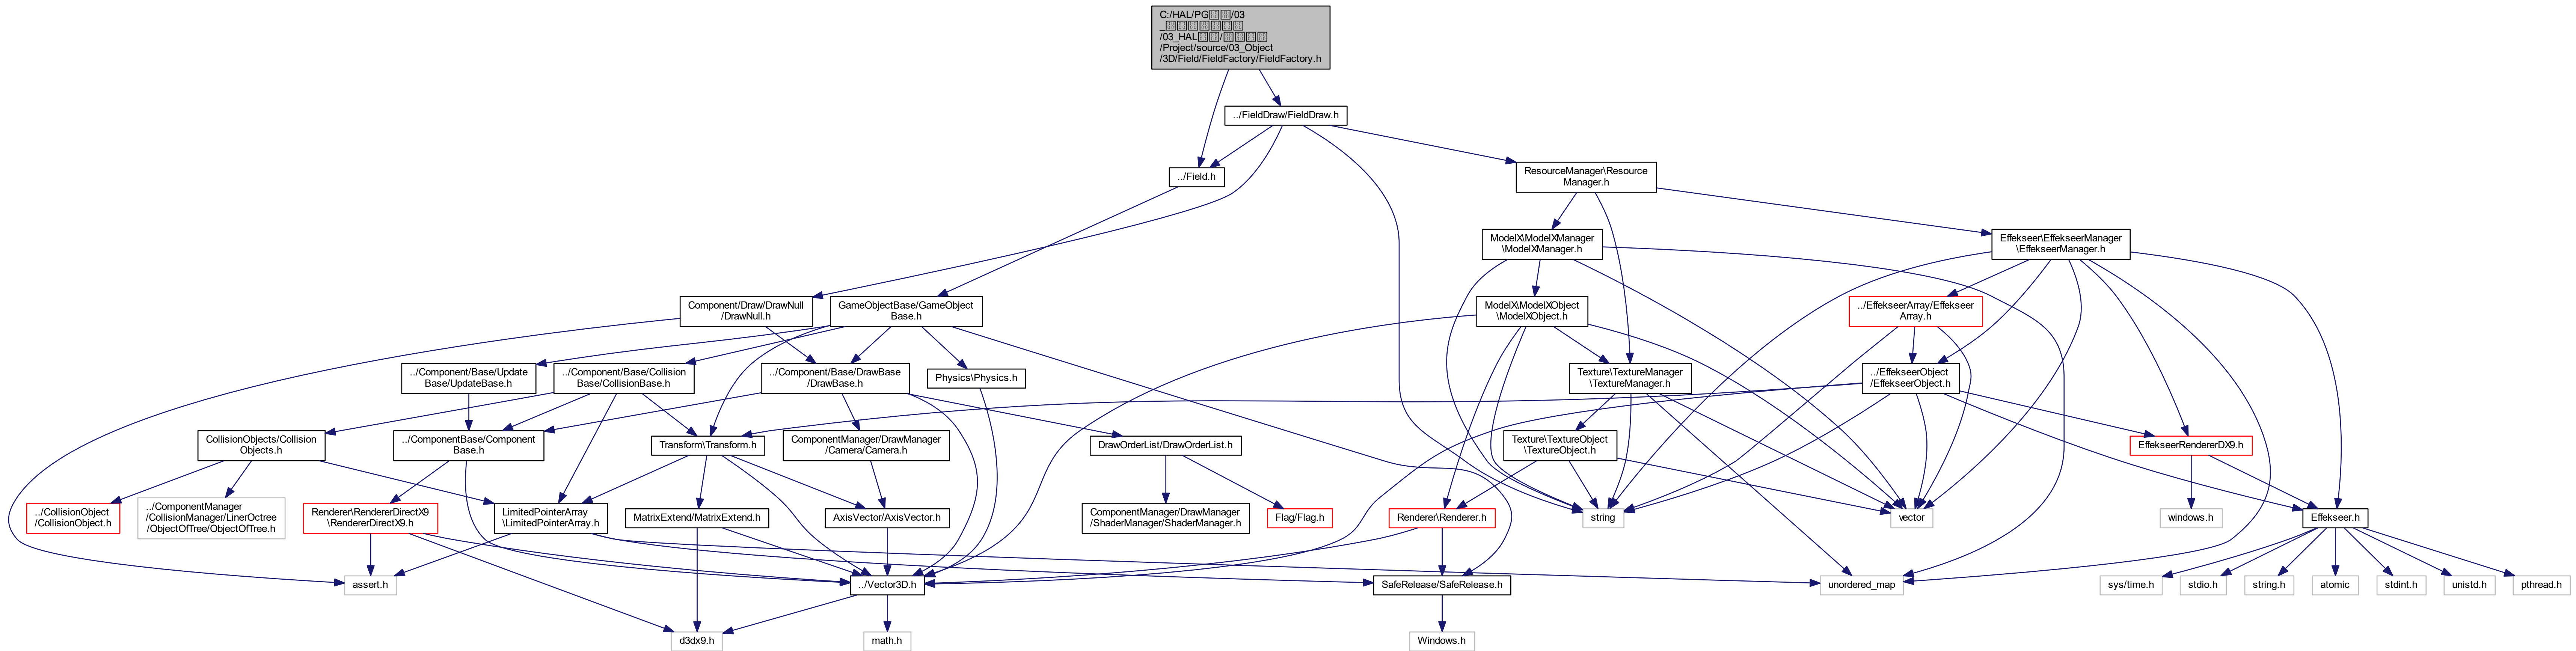 C:/HAL/PG/03
_
/03_HAL/
/Project/source/03_Object
/3D/Field/FieldFactory/FieldFactory.h
../FieldDraw/FieldDraw.h
../Field.h
ResourceManager\Resource
Manager.h
ModelX\ModelXManager
\ModelXManager.h
Effekseer\EffekseerManager
\EffekseerManager.h
Component/Draw/DrawNull
/DrawNull.h
GameObjectBase/GameObject
Base.h
ModelX\ModelXObject
\ModelXObject.h
../EffekseerArray/Effekseer
Array.h
../Component/Base/Update
Base/UpdateBase.h
../Component/Base/Collision
Base/CollisionBase.h
../Component/Base/DrawBase
/DrawBase.h
Physics\Physics.h
Texture\TextureManager
\TextureManager.h
../EffekseerObject
/EffekseerObject.h
CollisionObjects/Collision
Objects.h
../ComponentBase/Component
Base.h
Transform\Transform.h
ComponentManager/DrawManager
/Camera/Camera.h
DrawOrderList/DrawOrderList.h
Texture\TextureObject
\TextureObject.h
EffekseerRendererDX9.h
../CollisionObject
/CollisionObject.h
../ComponentManager
/CollisionManager/LinerOctree
/ObjectOfTree/ObjectOfTree.h
Renderer\RendererDirectX9
\RendererDirectX9.h
LimitedPointerArray
\LimitedPointerArray.h
MatrixExtend/MatrixExtend.h
AxisVector/AxisVector.h
ComponentManager/DrawManager
/ShaderManager/ShaderManager.h
Flag/Flag.h
Renderer\Renderer.h
string
vector
windows.h
Effekseer.h
assert.h
../Vector3D.h
SafeRelease/SafeRelease.h
unordered_map
sys/time.h
stdio.h
string.h
atomic
stdint.h
unistd.h
pthread.h
d3dx9.h
math.h
Windows.h